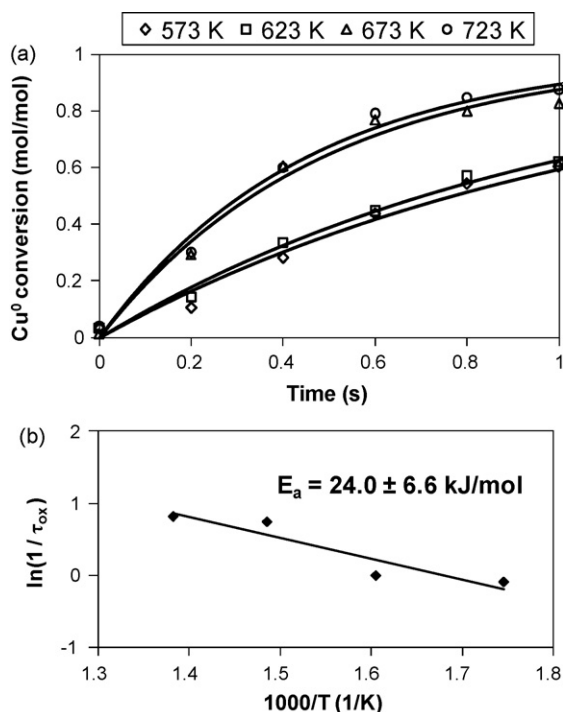 ◇ 573 K □ 623 K △ 673 K ○ 723 K
(a)
Cu⁰ conversion (mol/mol)
1
0.8
0.6
0.4
0.2
0
0 0.2 0.4 0.6 0.8 1
Time (s)
(b)
ln(1 / τox)
2
1
0
-1
Ea = 24.0 ± 6.6 kJ/mol
1.3 1.4 1.5 1.6 1.7 1.8
1000/T (1/K)